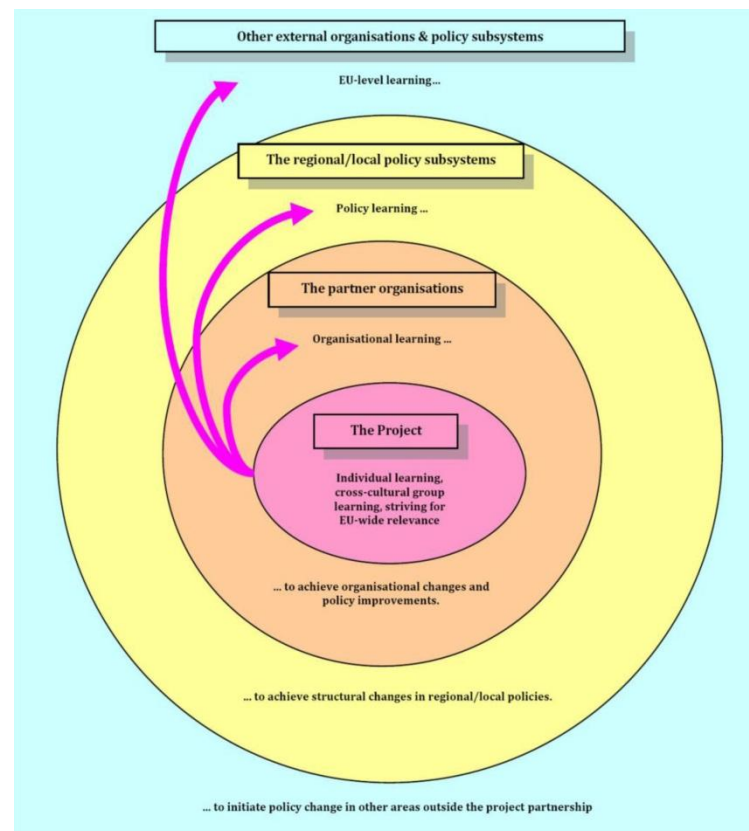 Other external organisations & policy subsystems
EU-level learning...
The regional/local policy subsystems
Policy learning ...
The partner organisations
Organisational learning ...
The Project
Individual learning,
cross-cultural group
learning, striving for
EU-wide relevance
... to achieve organisational changes and
policy improvements.
... to achieve structural changes in regional/local policies.
... to initiate policy change in other areas outside the project partnership